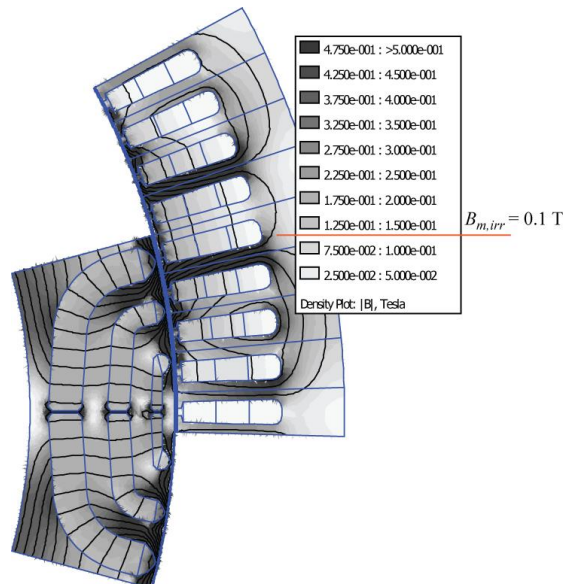 4.750e-001 : >5.000e-001
4.250e-001 : 4.500e-001
3.750e-001 : 4.000e-001
3.250e-001 : 3.500e-001
2.750e-001 : 3.000e-001
2.250e-001 : 2.500e-001
1.750e-001 : 2.000e-001
1.250e-001 : 1.500e-001
B_{m,irr} = 0.1 T
7.500e-002 : 1.000e-001
2.500e-002 : 5.000e-002
Density Plot: |B|, Tesla